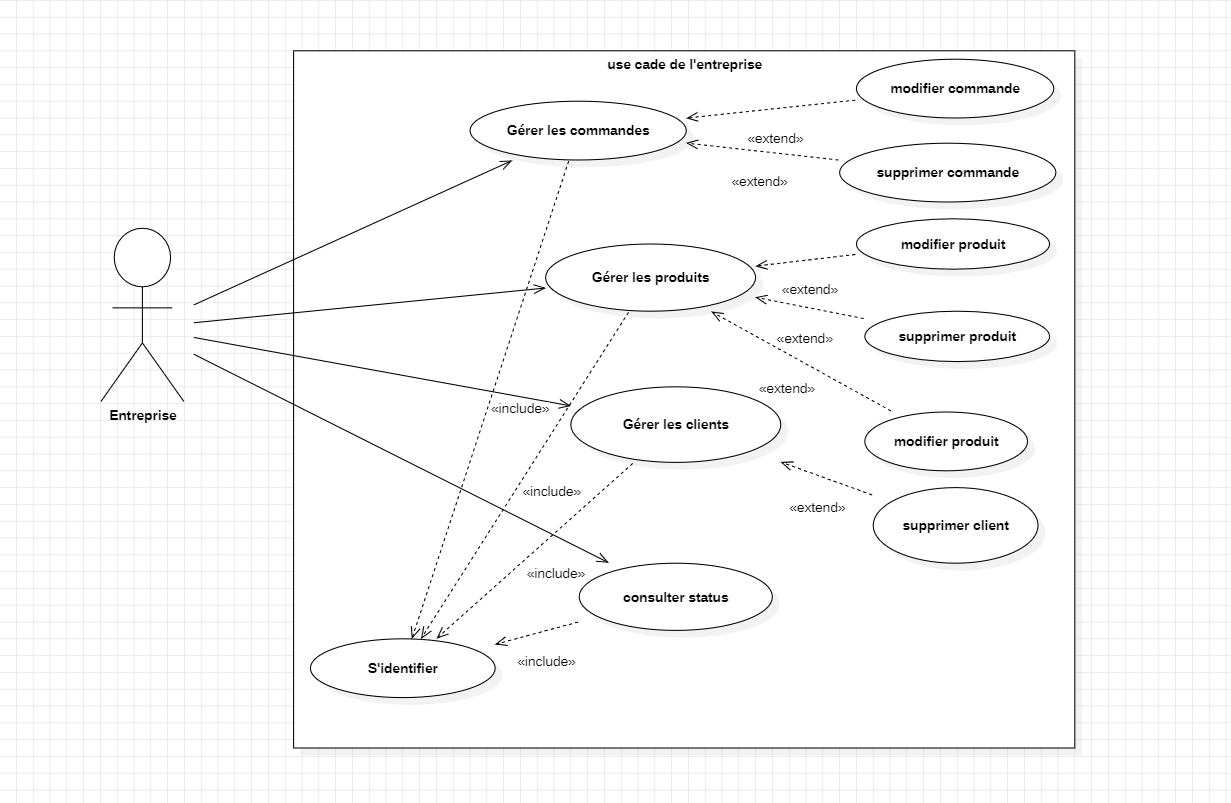 use cade de l'entreprise
modifier commande
Gérer les commandes
«extend»
supprimer commande
«extend»
modifier produit
Gérer les produits
«extend»
supprimer produit
«extend»
«extend»
Entreprise
«include»
Gérer les clients
modifier produit
«include»
«extend»
supprimer client
«include»
consulter status
S'identifier
«include»